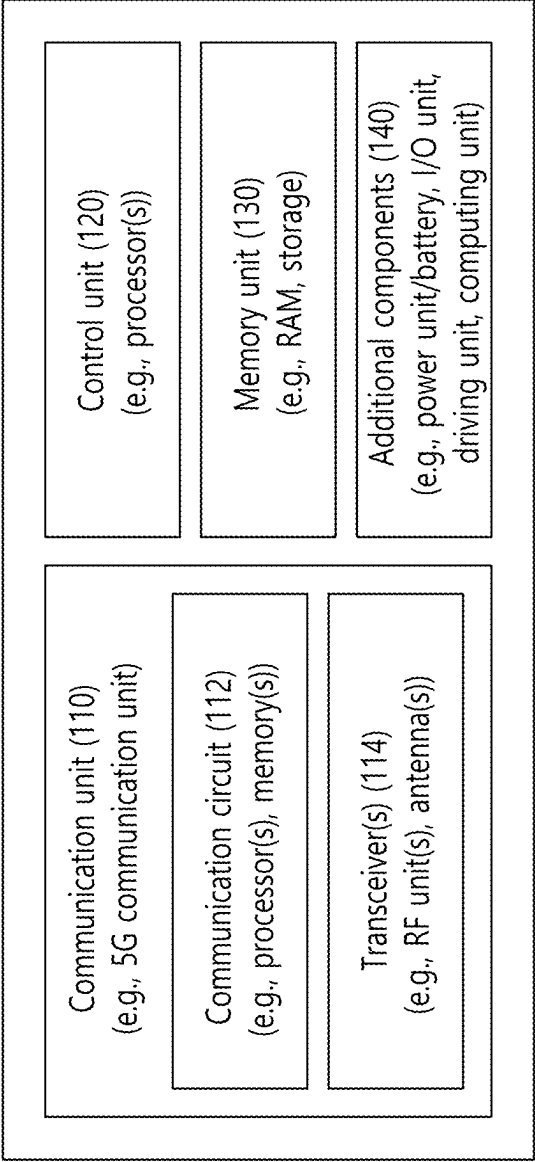 Communication unit (110)
(e.g., 5G communication unit)
Communication circuit (112)
(e.g., processor(s), memory(s))
Transceiver(s) (114)
(e.g., RF unit(s), antenna(s))
Control unit (120)
(e.g., processor(s))
Memory unit (130)
(e.g., RAM, storage)
Additional components (140)
(e.g., power unit/battery, I/O unit,
driving unit, computing unit)